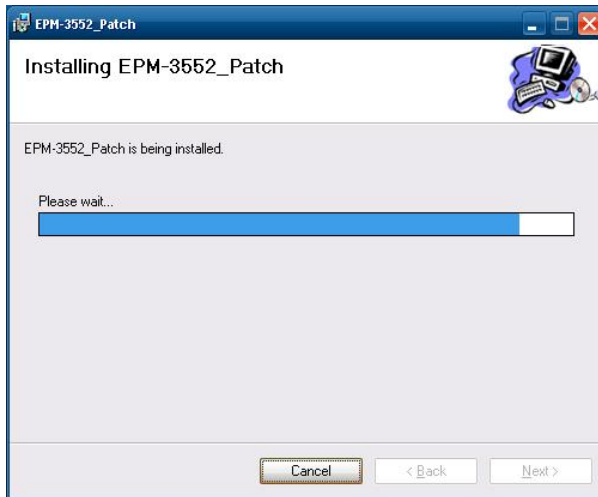 EPM-3552_Patch
Installing EPM-3552_Patch
EPM-3552_Patch is being installed.
Please wait...
Cancel
< Back
Next >